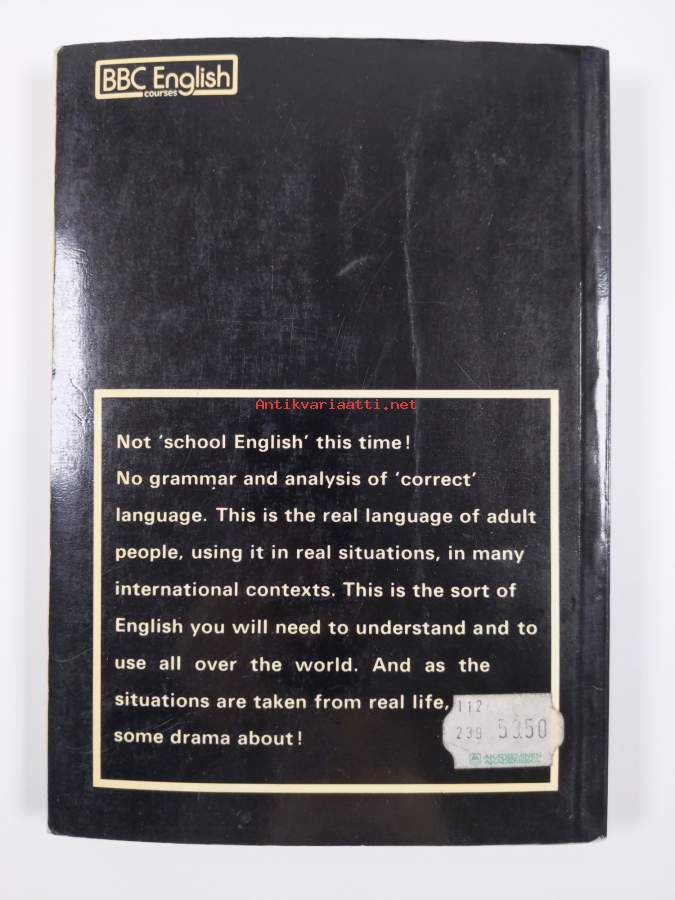 BBC English
courses
Antikvariaatti.net
Not ‘school English’ this time!
No grammar and analysis of ‘correct’
language. This is the real language of adult
people, using it in real situations, in many
international contexts. This is the sort of
English you will need to understand and to
use all over the world. And as the
situations are taken from real life,
some drama about!
112
239 5950
AKATEEMINEN
AKADEMISKA